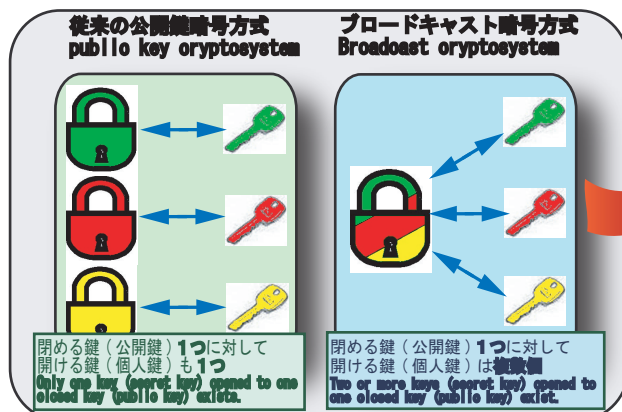 従来の公開鍵暗号方式
publio key oryptosystem
ブロードキャスト暗号方式
Broadoast oryptosystem
閉める鍵（公開鍵）1つに対して
開ける鍵（個人鍵）も1つ
Only one key (secret key) opened to one
closed key (public key) exists.
閉める鍵（公開鍵）1つに対して
開ける鍵（個人鍵）は複数個
Two or more keys (secret key) opened to
one closed key (public key) exist.